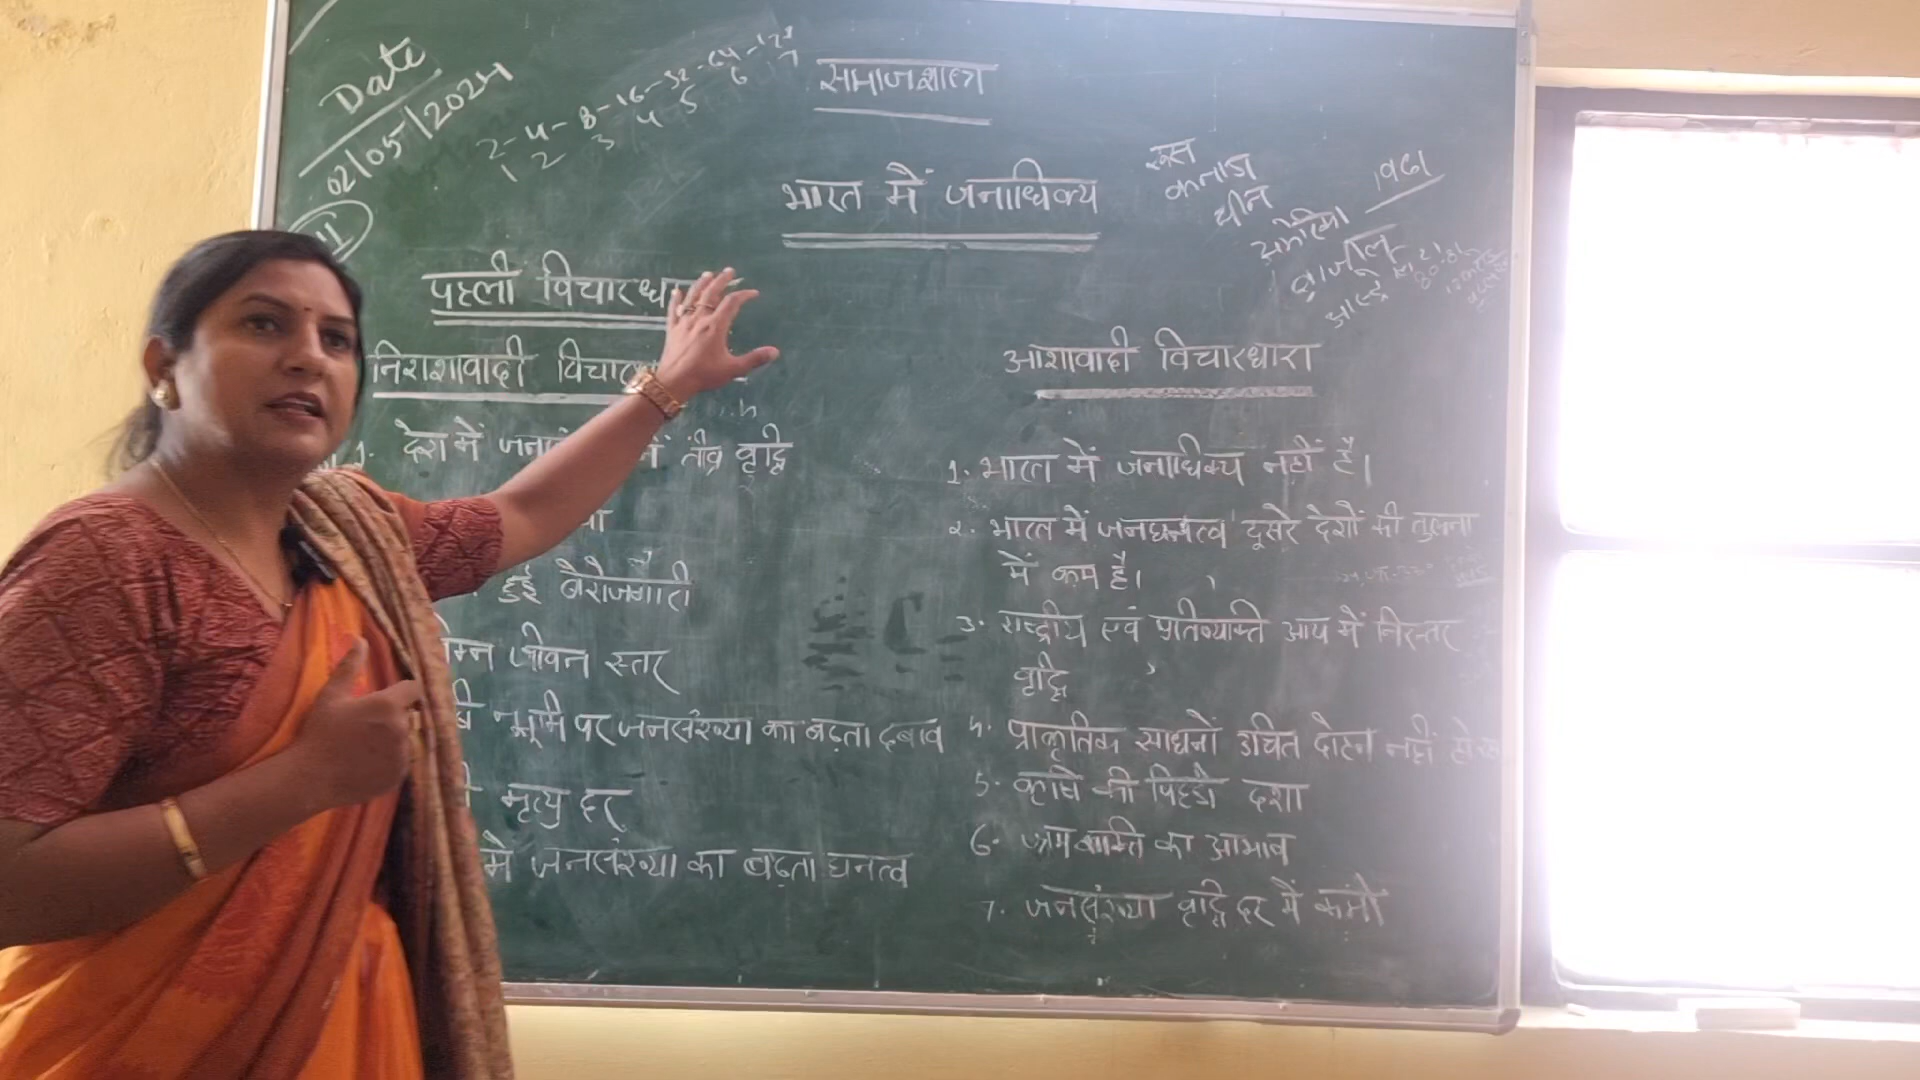 Date
02/05/2024
2-4-8-16-32-64-128
1 2 3 4 5 6 7
समाजशास्त्र
भारत में जनाधिक्य
रूस
कनाडा
चीन
अमेरिका
ब्राजील
1961
पहली
निराशावादी
1. देश में तीव्र वृद्धि
हुई बेरोजगारी
जीवन स्तर
भूमि पर जनसंख्या का बढ़ता दबाव
मृत्यु दर
में जनसंख्या का बढ़ता घनत्व
आशावादी विचारधारा
1. भारत में जनाधिक्य नहीं है।
2. भारत में जनघनत्व दूसरे देशों की तुलना
में कम है।
3. राष्ट्रीय एवं प्रतिव्यक्ति आय में निरन्तर
वृद्धि
4. प्राकृतिक साधनों उचित दोहन नहीं
5. कृषि की पिछडी दशा
6. श्रम शक्ति का अभाव
7. जनसंख्या वृद्धि दर में कमी